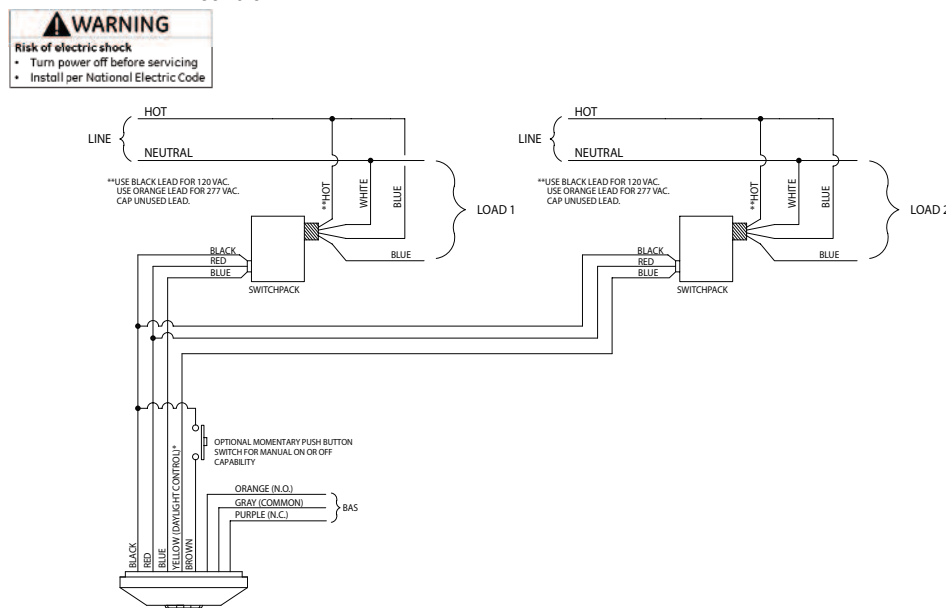 WARNING
Risk of electric shock
• Turn power off before servicing
• Install per National Electric Code
HOT
LINE
NEUTRAL
**USE BLACK LEAD FOR 120 VAC.
USE ORANGE LEAD FOR 277 VAC.
CAP UNUSED LEAD.
**HOT
WHITE
BLUE
LOAD 1
BLACK
RED
BLUE
BLUE
SWITCHPACK
HOT
LINE
NEUTRAL
**USE BLACK LEAD FOR 120 VAC.
USE ORANGE LEAD FOR 277 VAC.
CAP UNUSED LEAD.
**HOT
WHITE
BLUE
LOAD 2
BLACK
RED
BLUE
BLUE
SWITCHPACK
OPTIONAL MOMENTARY PUSH BUTTON
SWITCH FOR MANUAL ON OR OFF
CAPABILITY
ORANGE (N.O.)
GRAY (COMMON)
PURPLE (N.C.)
BAS
BLACK
RED
BLUE
YELLOW (DAYLIGHT CONTROL)*
BROWN